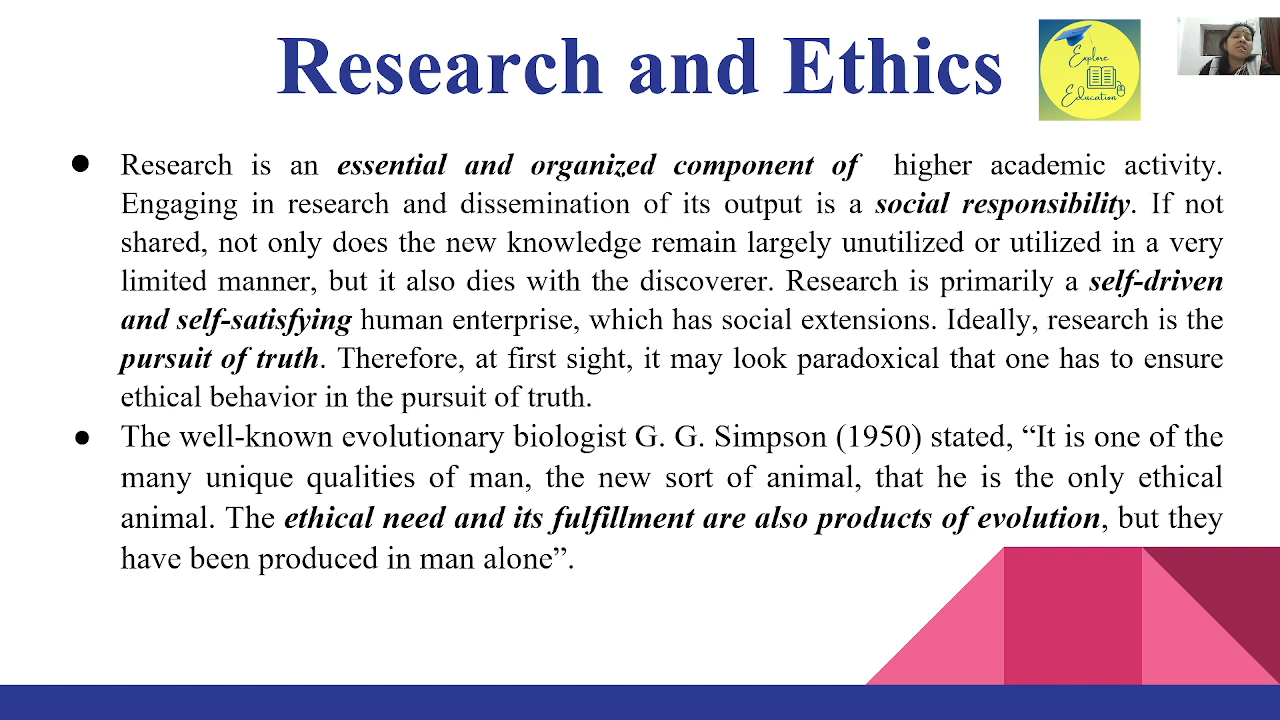 Research and Ethics
Explore
Education
● Research is an essential and organized component of higher academic activity.
Engaging in research and dissemination of its output is a social responsibility. If not
shared, not only does the new knowledge remain largely unutilized or utilized in a very
limited manner, but it also dies with the discoverer. Research is primarily a self-driven
and self-satisfying human enterprise, which has social extensions. Ideally, research is the
pursuit of truth. Therefore, at first sight, it may look paradoxical that one has to ensure
ethical behavior in the pursuit of truth.
● The well-known evolutionary biologist G. G. Simpson (1950) stated, “It is one of the
many unique qualities of man, the new sort of animal, that he is the only ethical
animal. The ethical need and its fulfillment are also products of evolution, but they
have been produced in man alone”.